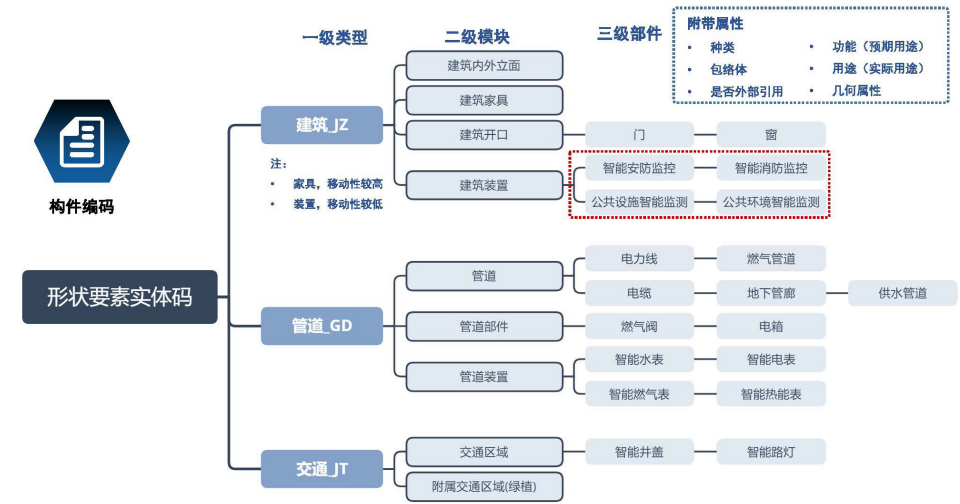 一级类型
二级模块
三级部件
附带属性
• 种类
• 功能（预期用途）
• 包络体
• 用途（实际用途）
• 是否外部引用
• 几何属性
构件编码
形状要素实体码
建筑_JZ
注：
• 家具，移动性较高
• 装置，移动性较低
建筑内外立面
建筑家具
建筑开口
门
窗
建筑装置
智能安防监控
智能消防监控
公共设施智能监测
公共环境智能监测
管道_GD
管道
电力线
燃气管道
电缆
地下管廊
供水管道
管道部件
燃气阀
电箱
管道装置
智能水表
智能电表
智能燃气表
智能热能表
交通_JT
交通区域
智能井盖
智能路灯
附属交通区域(绿植)